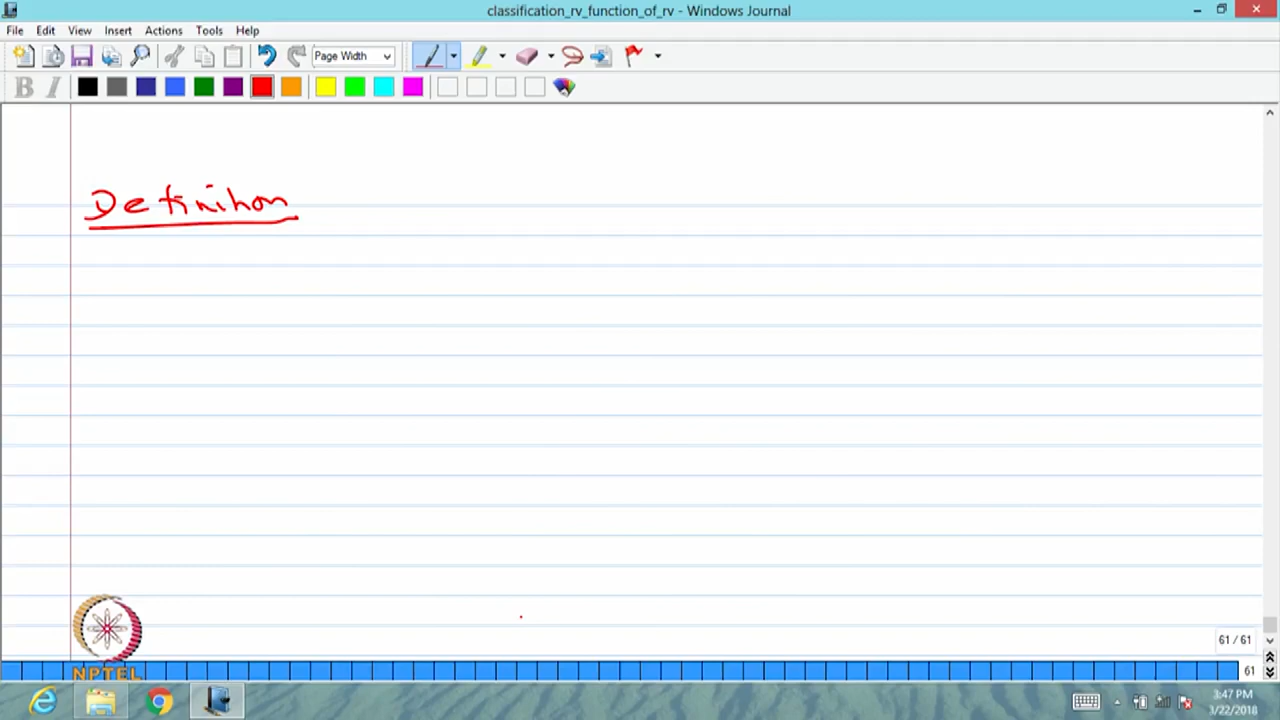 classification_rv_function_of_rv - Windows Journal
File Edit View Insert Actions Tools Help
Page Width
B I
Definition
61 / 61
NPTEL
61
3:47 PM
3/22/2018